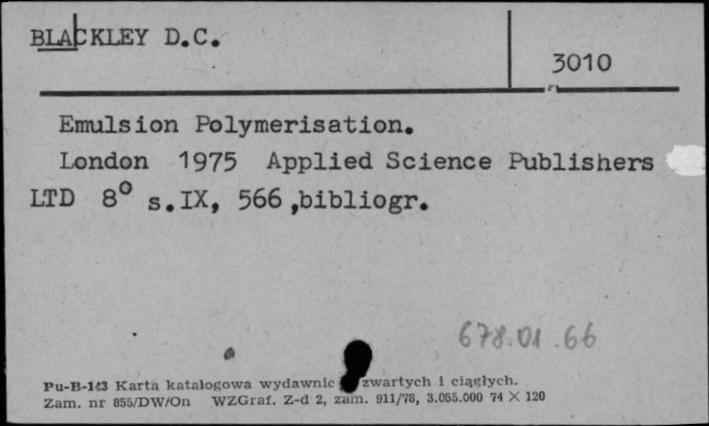 BLACKLEY D.C.
3010
Emulsion Polymerisation.
London 1975 Applied Science Publishers
LTD 8° s.IX, 566,bibliogr.
678.01.66
Pu-B-143 Karta katalogowa wydawnic zwartych i ciągłych.
Zam. nr 855/DW/On WZGraf. Z-d 2, zam. 911/78, 3.055.000 74 X 120